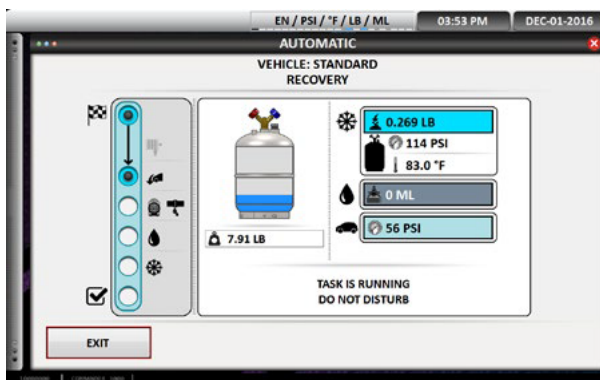 EN / PSI / °F / LB / ML
03:53 PM
DEC-01-2016
AUTOMATIC
VEHICLE: STANDARD
RECOVERY
0.269 LB
114 PSI
83.0 °F
0 ML
7.91 LB
56 PSI
TASK IS RUNNING
DO NOT DISTURB
EXIT